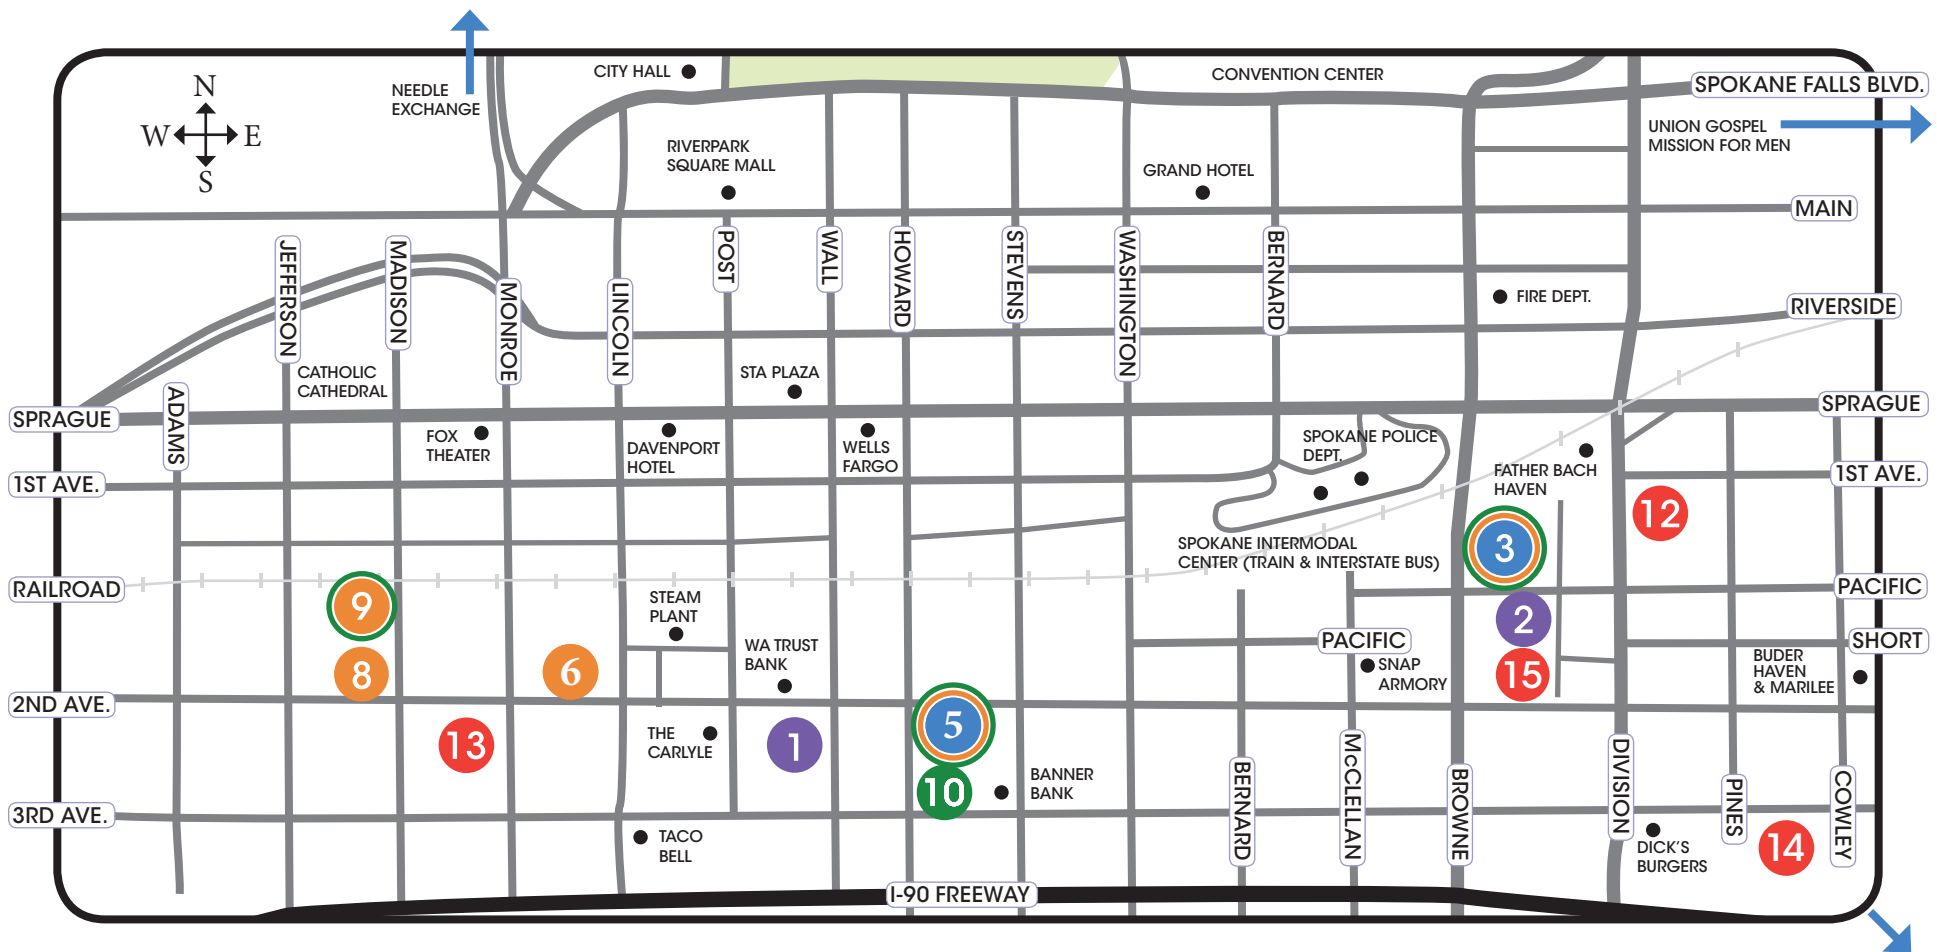 CITY HALL
CONVENTION CENTER
SPOKANE FALLS BLVD.
N
W
E
S
NEEDLE
EXCHANGE
UNION GOSPEL
MISSION FOR MEN
RIVERPARK
SQUARE MALL
GRAND HOTEL
MAIN
JEFFERSON
MADISON
MONROE
LINCOLN
POST
WALL
HOWARD
STEVENS
WASHINGTON
BERNARD
FIRE DEPT.
RIVERSIDE
CATHOLIC
CATHEDRAL
STA PLAZA
SPRAGUE
ADAMS
SPRAGUE
FOX
THEATER
DAVENPORT
HOTEL
WELLS
FARGO
SPOKANE POLICE
DEPT.
FATHER BACH
HAVEN
1ST AVE.
1ST AVE.
12
3
SPOKANE INTERMODAL
CENTER (TRAIN & INTERSTATE BUS)
RAILROAD
PACIFIC
9
STEAM
PLANT
2
8
6
WA TRUST
BANK
PACIFIC
SHORT
SNAP
ARMORY
15
BUDER
HAVEN
& MARILEE
2ND AVE.
13
THE
CARLYLE
1
5
10
BANNER
BANK
BERNARD
McCLELLAN
BROWNE
DIVISION
PINES
COWLEY
3RD AVE.
TACO
BELL
DICK'S
BURGERS
14
I-90 FREEWAY